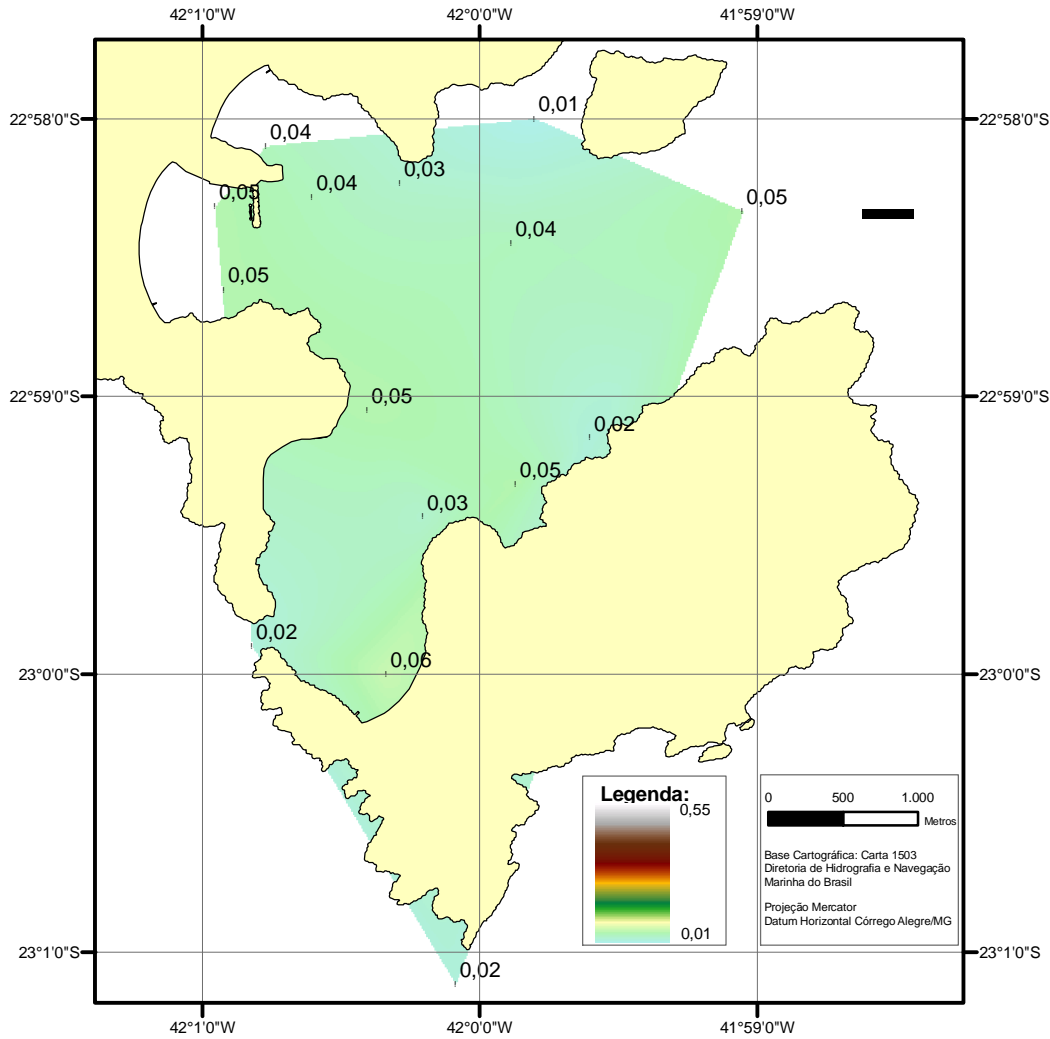 42°1'0"W 42°0'0"W 41°59'0"W
22°58'0"S 0,01 22°58'0"S
0,04
0,03
0,05 0,04 0,05
0,04
0,05
22°59'0"S 0,05 22°59'0"S
0,02
0,05
0,03
0,02
0,06
23°0'0"S 23°0'0"S
Legenda:
0,55
0,01
0 500 1.000
Metros
Base Cartográfica: Carta 1503
Diretoria de Hidrografia e Navegação
Marinha do Brasil
Projeção Mercator
Datum Horizontal Córrego Alegre/MG
23°1'0"S 23°1'0"S
0,02
42°1'0"W 42°0'0"W 41°59'0"W